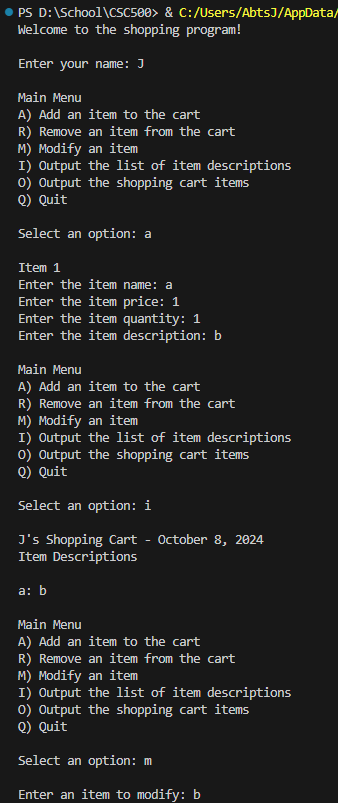 PS D:\School\CSC500> & C:/Users/AbtsJ/AppData/
Welcome to the shopping program!
Enter your name: J
Main Menu
A) Add an item to the cart
R) Remove an item from the cart
M) Modify an item
I) Output the list of item descriptions
O) Output the shopping cart items
Q) Quit
Select an option: a
Item 1
Enter the item name: a
Enter the item price: 1
Enter the item quantity: 1
Enter the item description: b
Main Menu
A) Add an item to the cart
R) Remove an item from the cart
M) Modify an item
I) Output the list of item descriptions
O) Output the shopping cart items
Q) Quit
Select an option: i
J's Shopping Cart - October 8, 2024
Item Descriptions
a: b
Main Menu
A) Add an item to the cart
R) Remove an item from the cart
M) Modify an item
I) Output the list of item descriptions
O) Output the shopping cart items
Q) Quit
Select an option: m
Enter an item to modify: b